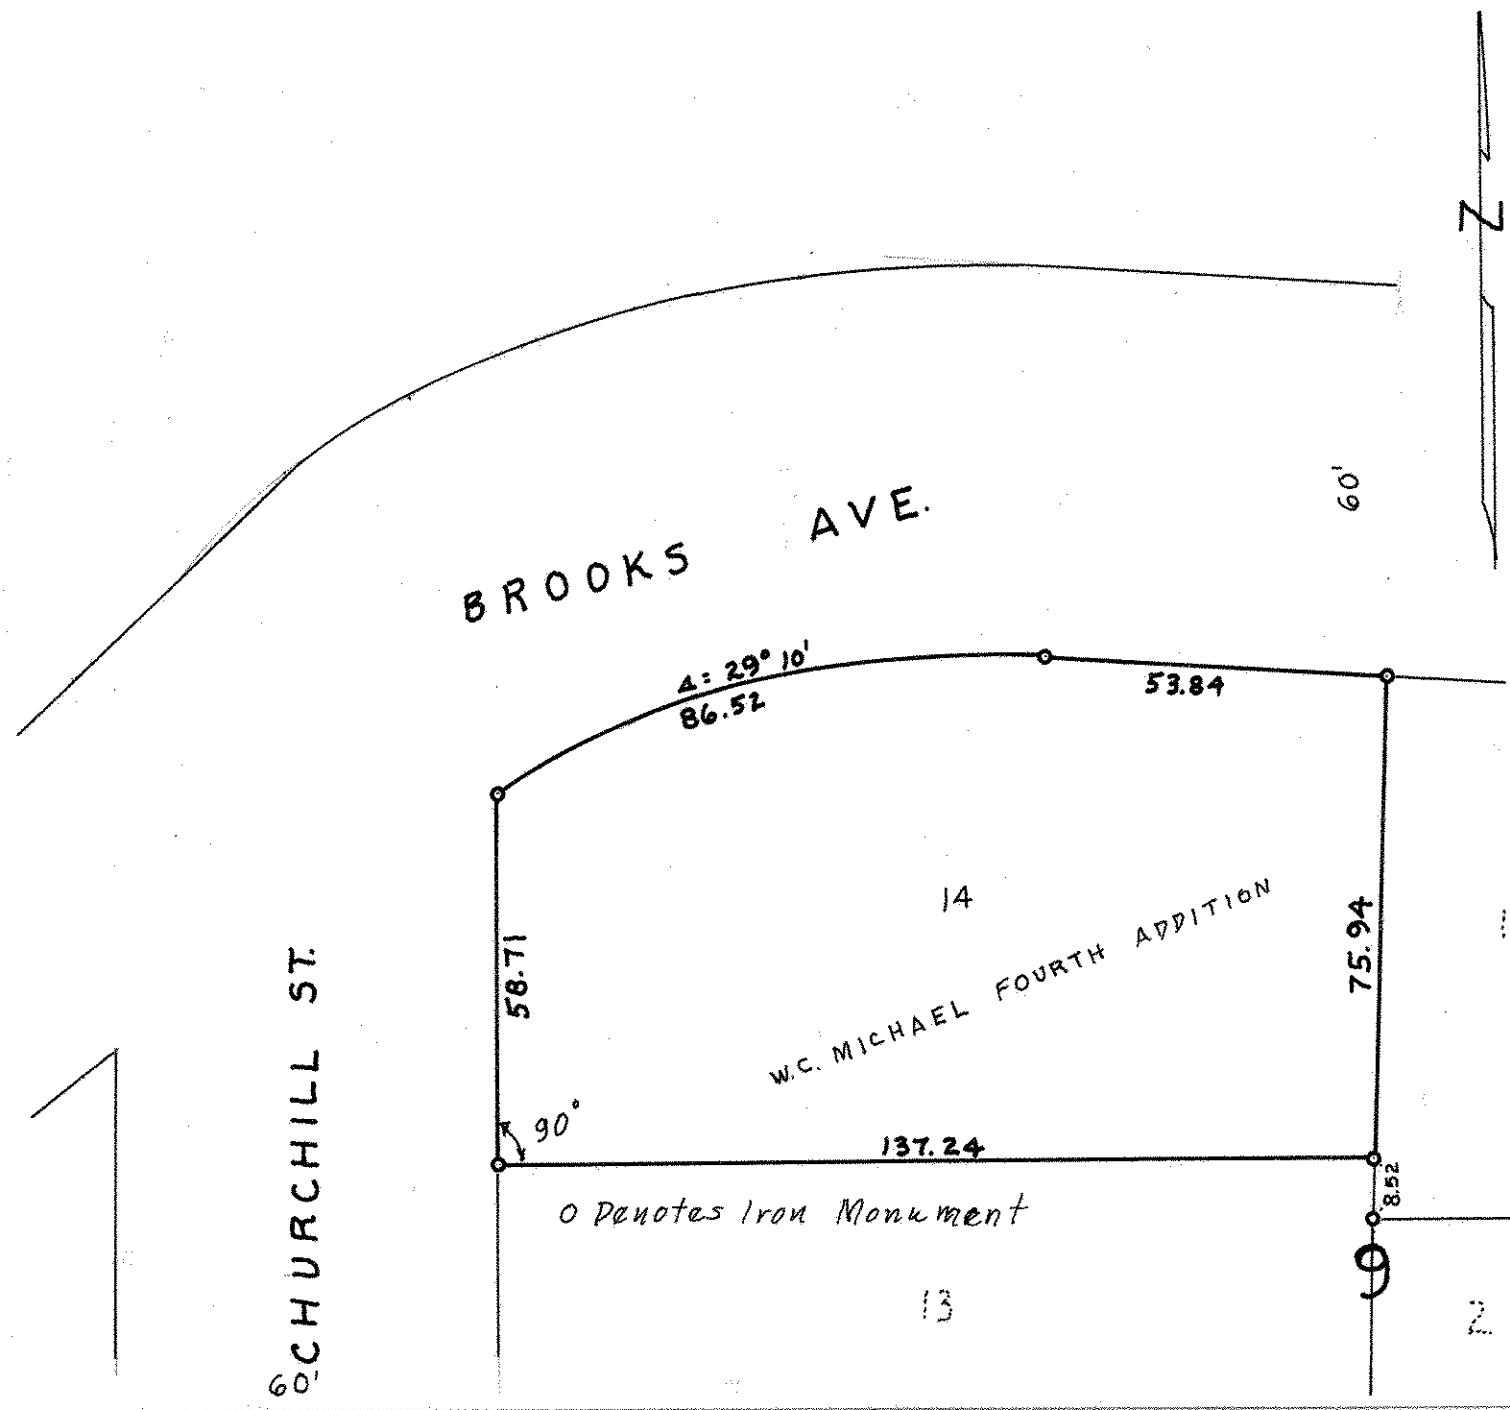 N
60'
BROOKS AVE.
Δ: 29° 10'
86.52
53.84
14
58.71
75.94
W.C. MICHAEL FOURTH ADDITION
CHURCHILL ST.
60'
90°
137.24
8.52
O Denotes Iron Monument
9
13
2